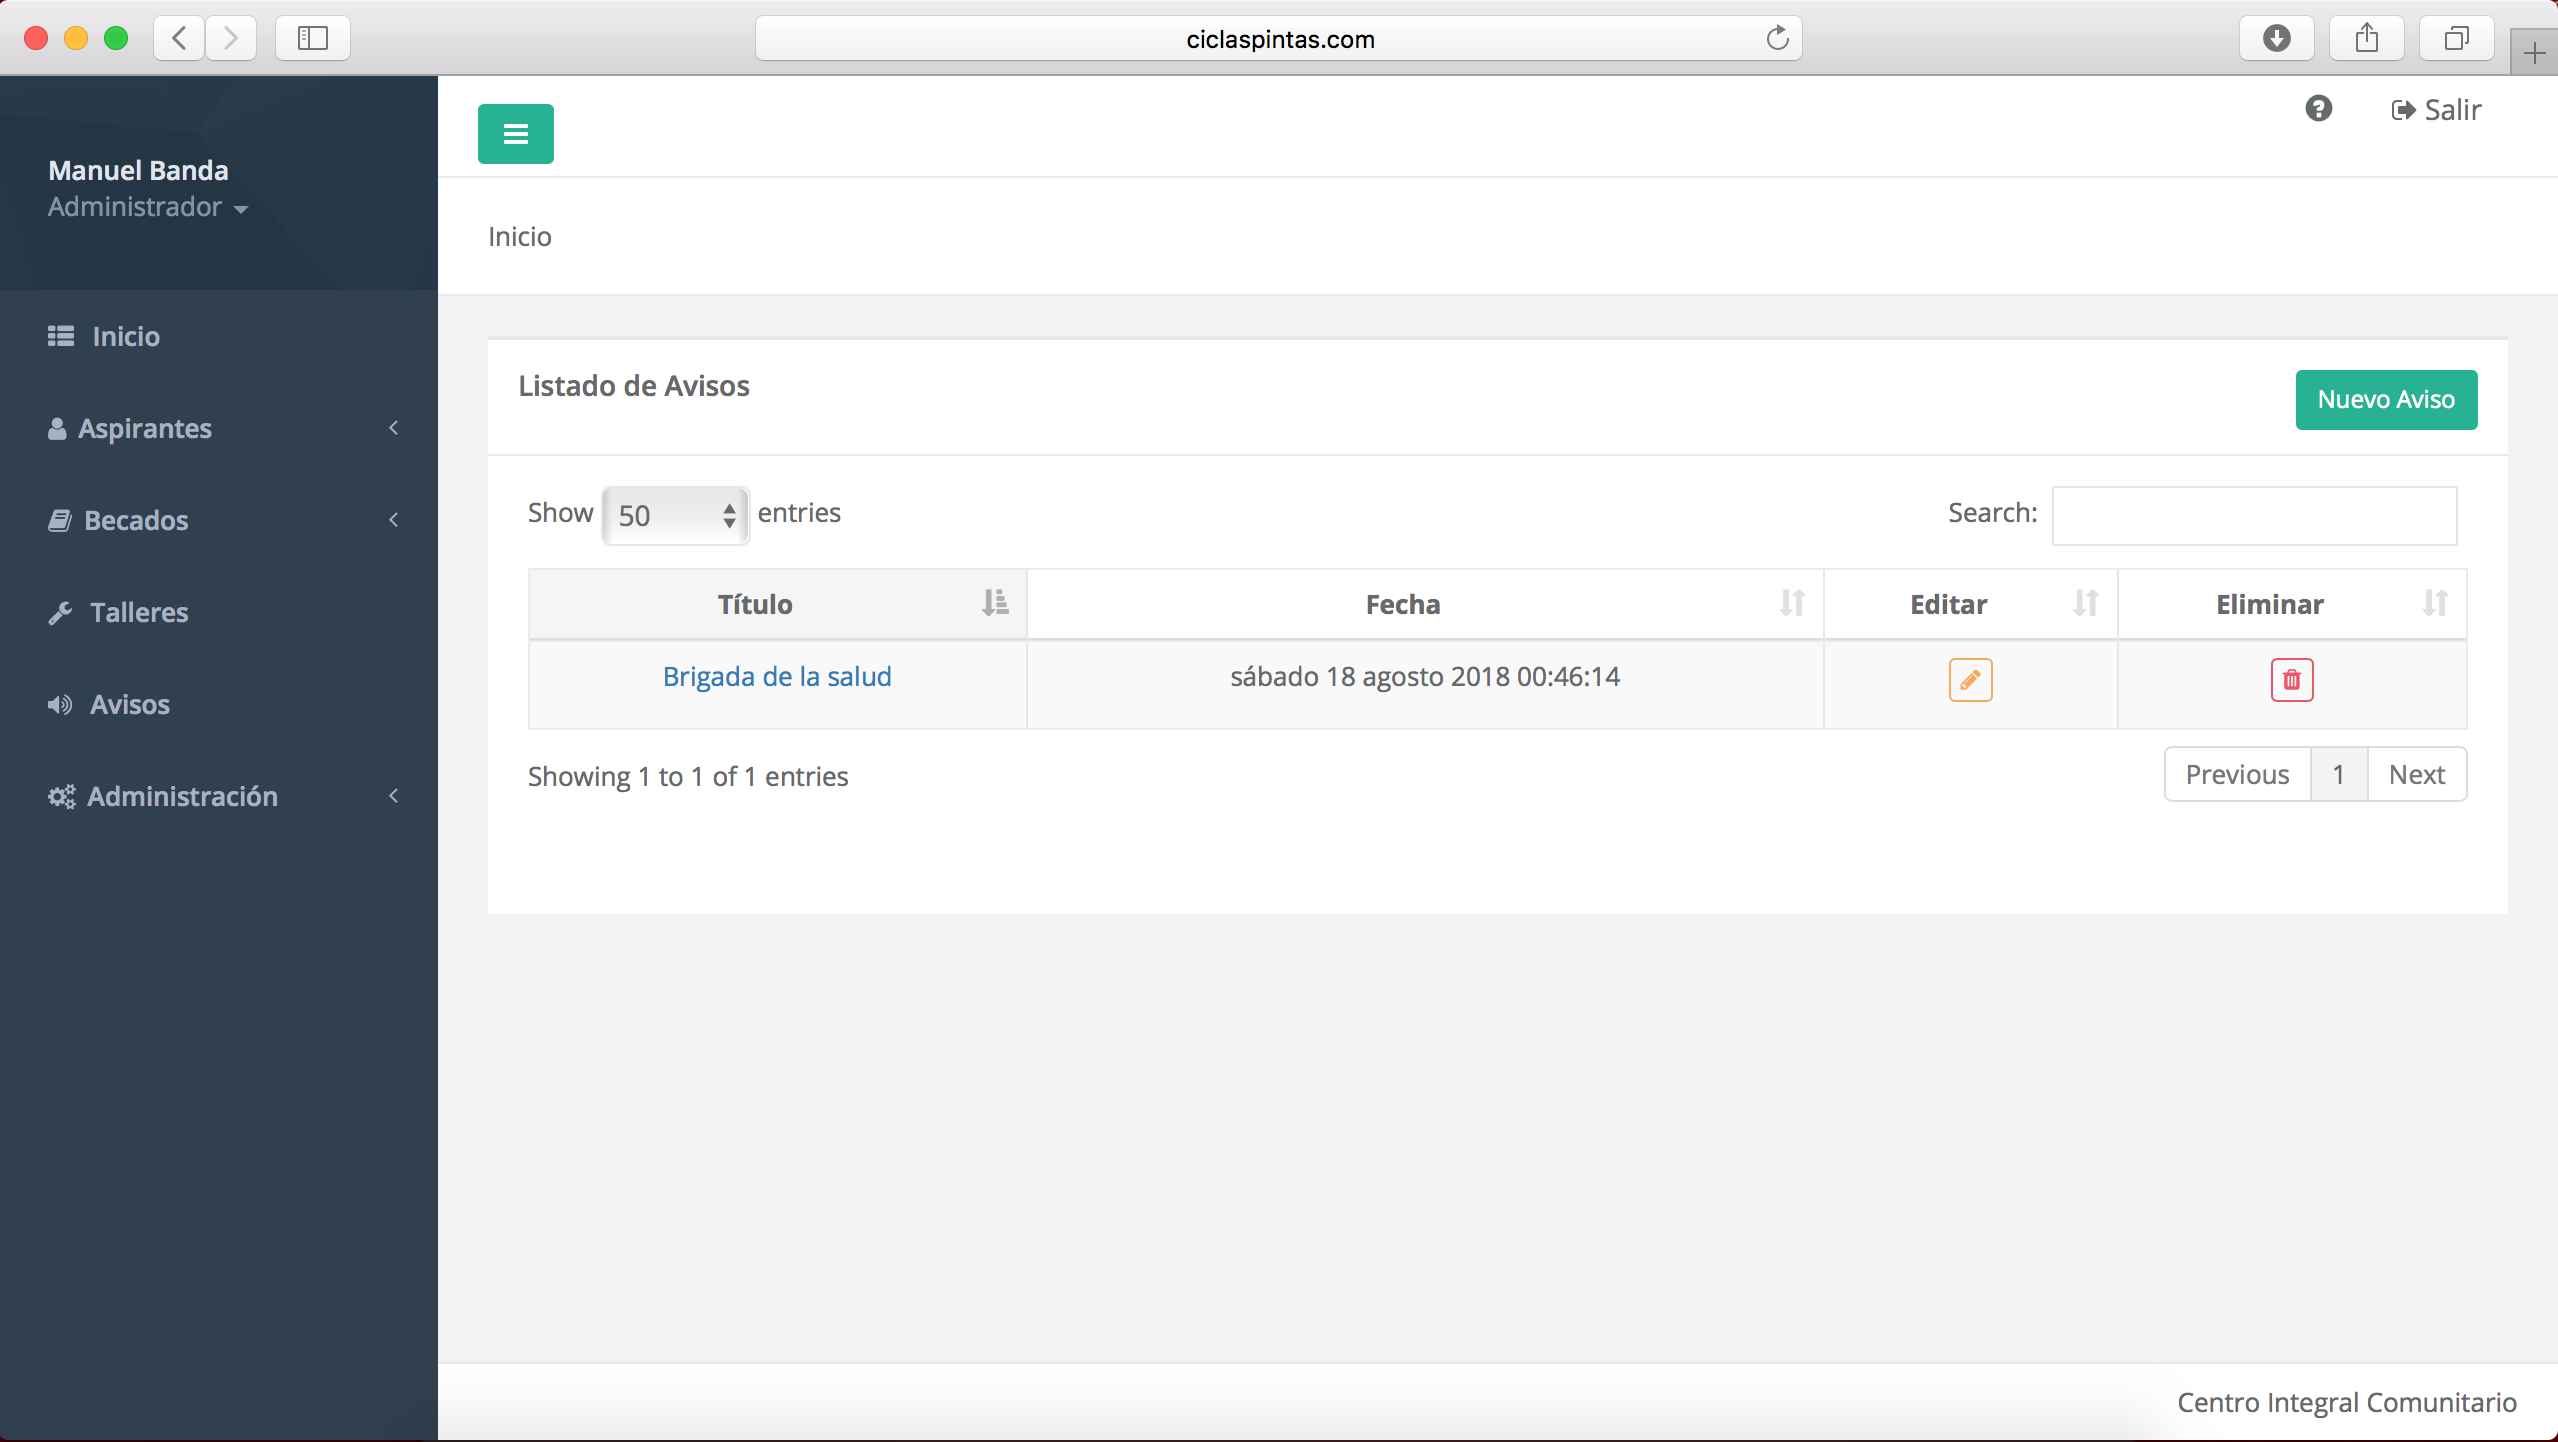 ciclaspintas.com
Manuel Banda
Administrador
Salir
Inicio
Inicio
Aspirantes
Becados
Talleres
Avisos
Administración
Listado de Avisos
Nuevo Aviso
Show 50 entries
Search:
Título Fecha Editar Eliminar
Brigada de la salud sábado 18 agosto 2018 00:46:14
Showing 1 to 1 of 1 entries
Previous 1 Next
Centro Integral Comunitario